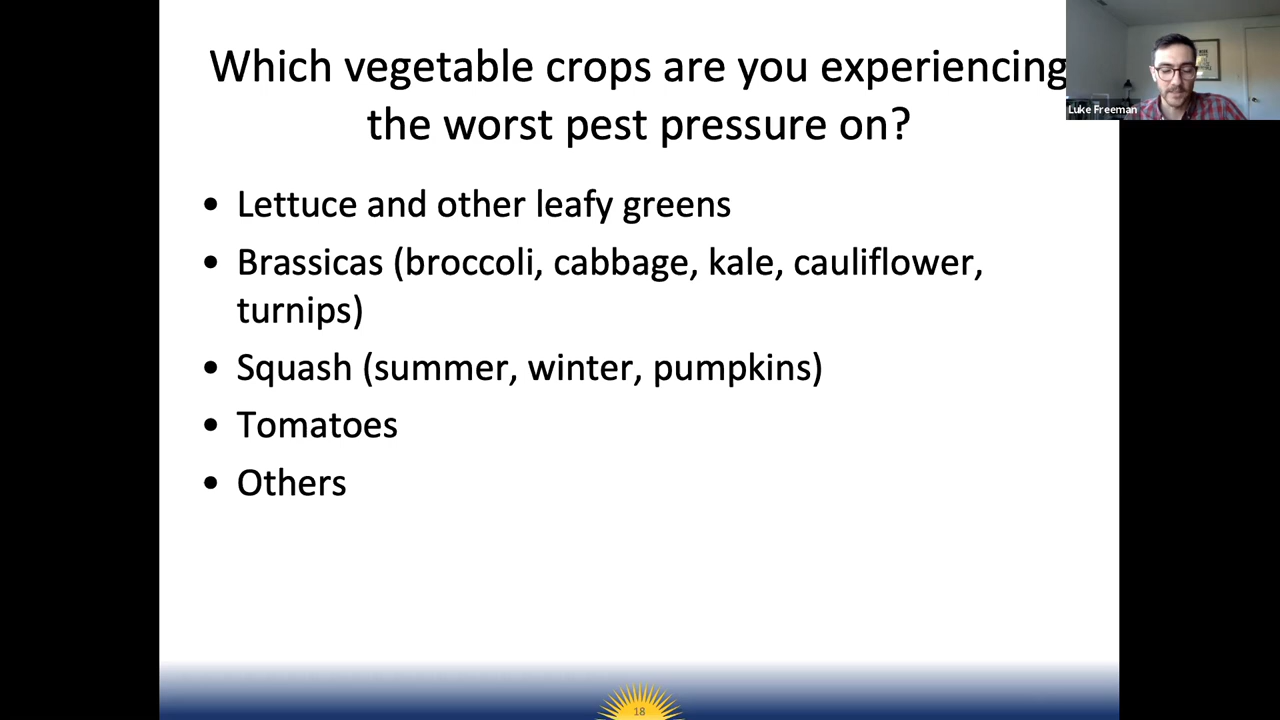 Which vegetable crops are you experiencing
the worst pest pressure on?
Luke Freeman
• Lettuce and other leafy greens
• Brassicas (broccoli, cabbage, kale, cauliflower,
turnips)
• Squash (summer, winter, pumpkins)
• Tomatoes
• Others
18